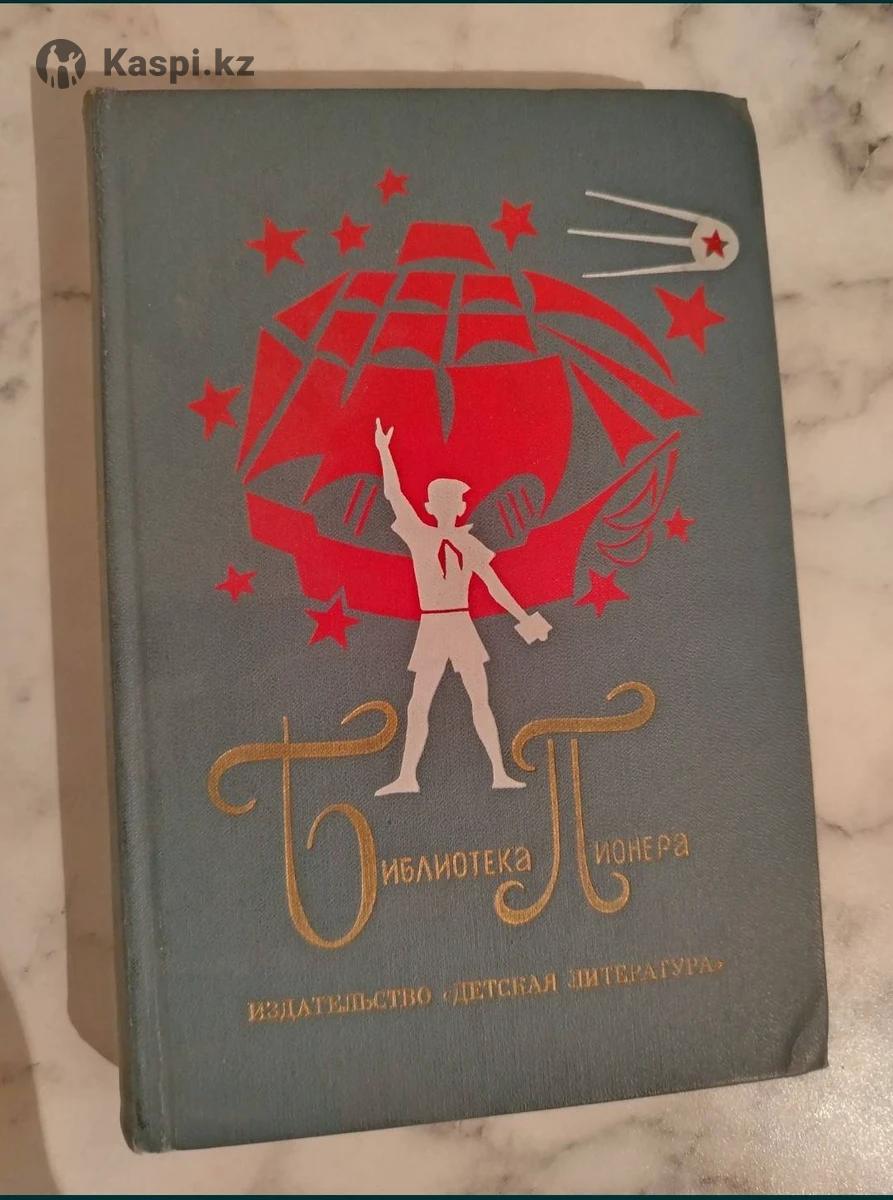 Kaspi.kz
Библиотека Пионера
ИЗДАТЕЛЬСТВО «ДЕТСКАЯ ЛИТЕРАТУРА»